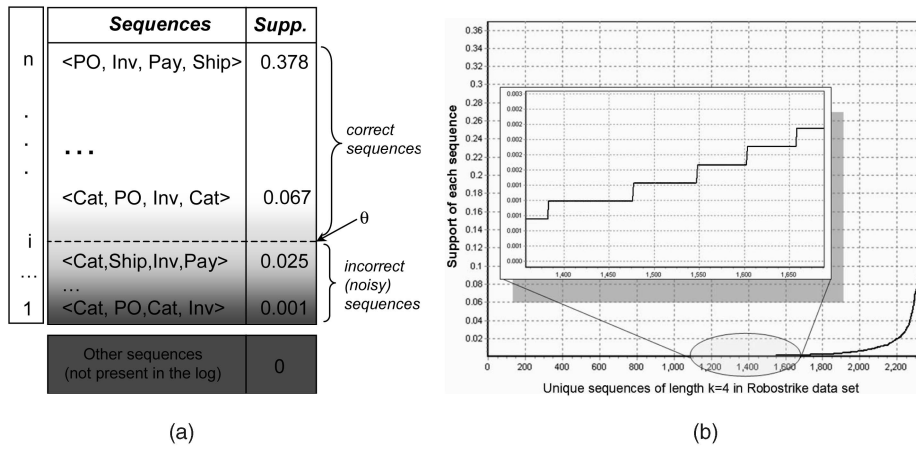 Sequences Supp.
n <PO, Inv, Pay, Ship> 0.378
.
.
.
...
correct
sequences
<Cat, PO, Inv, Cat> 0.067
θ
i
<Cat,Ship,Inv,Pay> 0.025
...
...
incorrect
(noisy)
sequences
1 <Cat, PO,Cat, Inv> 0.001
Other sequences
(not present in the log)
0
(a)
Support of each sequence
0.36
0.34
0.32
0.3
0.28
0.26
0.24
0.22
0.2
0.18
0.16
0.14
0.12
0.1
0.08
0.06
0.04
0.02
0.003
0.002
0.002
0.002
0.002
0.001
0.001
0.001
0.000
0.000
1,400 1,450 1,500 1,550 1,600 1,650
0 200 400 600 800 1,000 1,200 1,400 1,600 1,800 2,000 2,200
Unique sequences of length k=4 in Robostrike data set
(b)